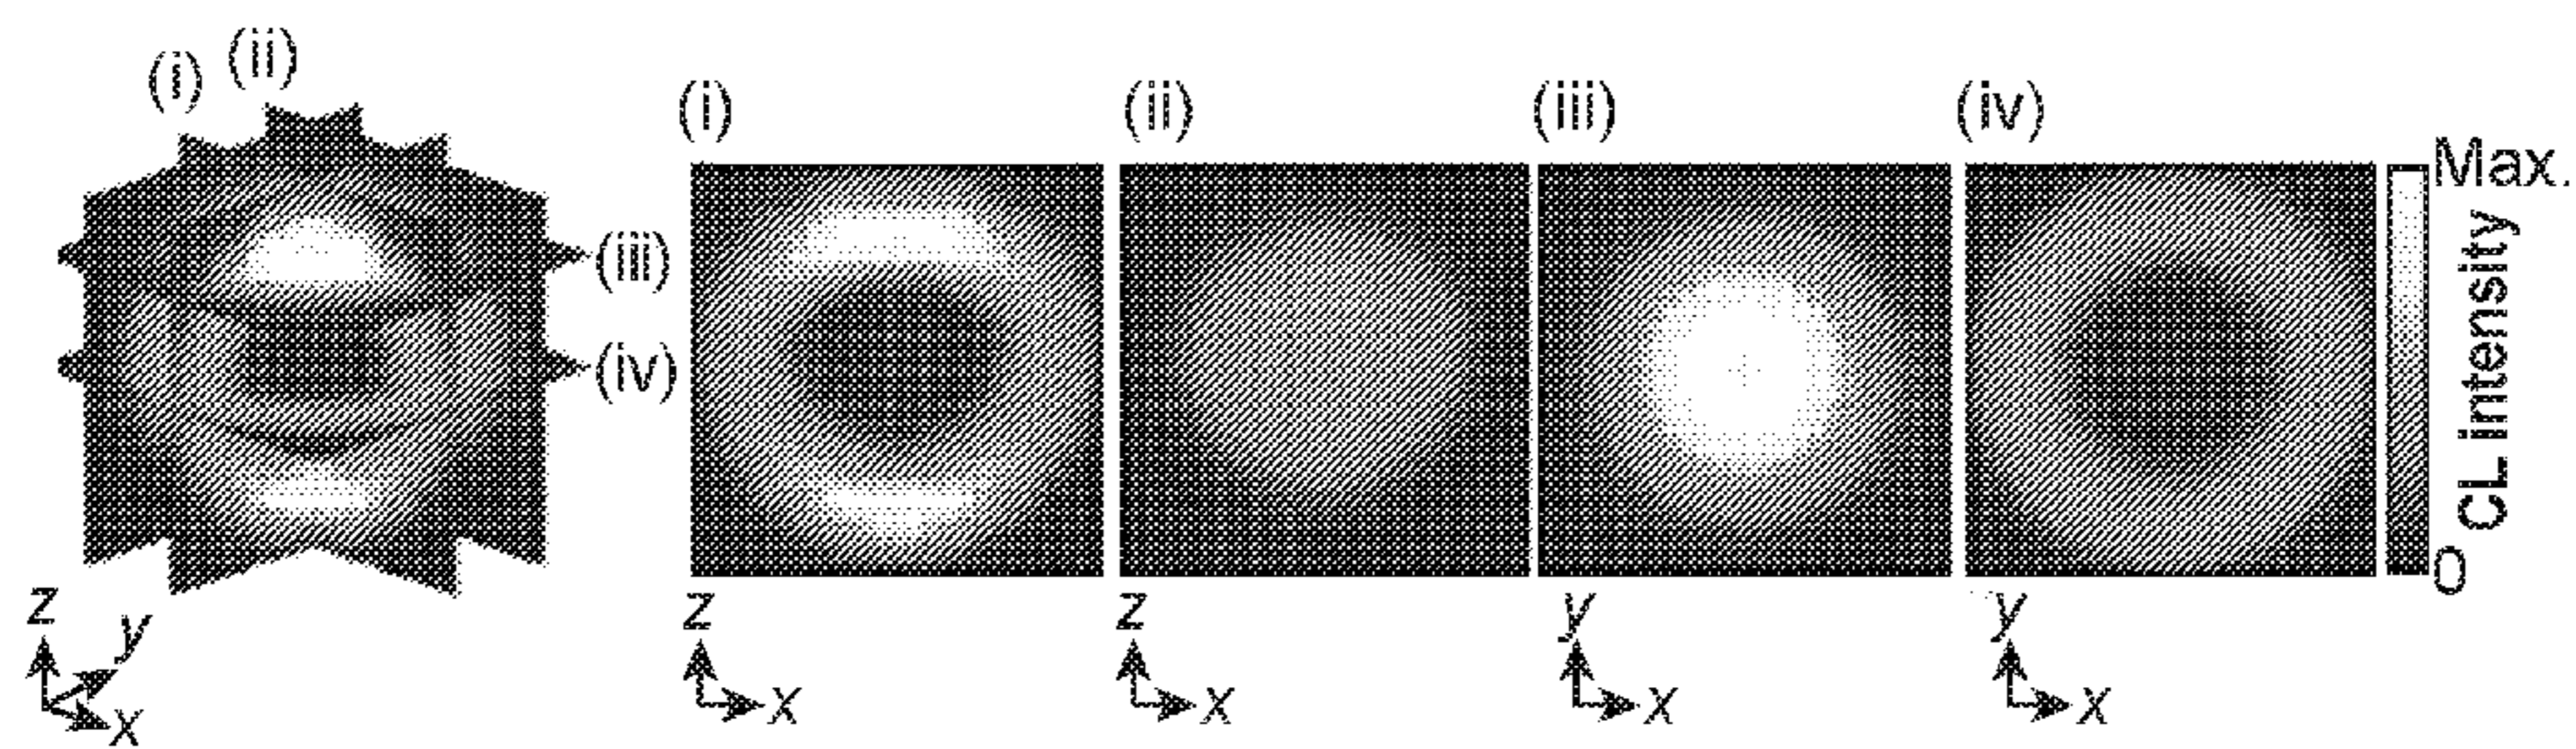 (i)
(ii)
(iii)
(iv)
z
y
x
(i)
z
x
(ii)
z
x
(iii)
y
x
(iv)
y
x
Max.
CL intensity
0